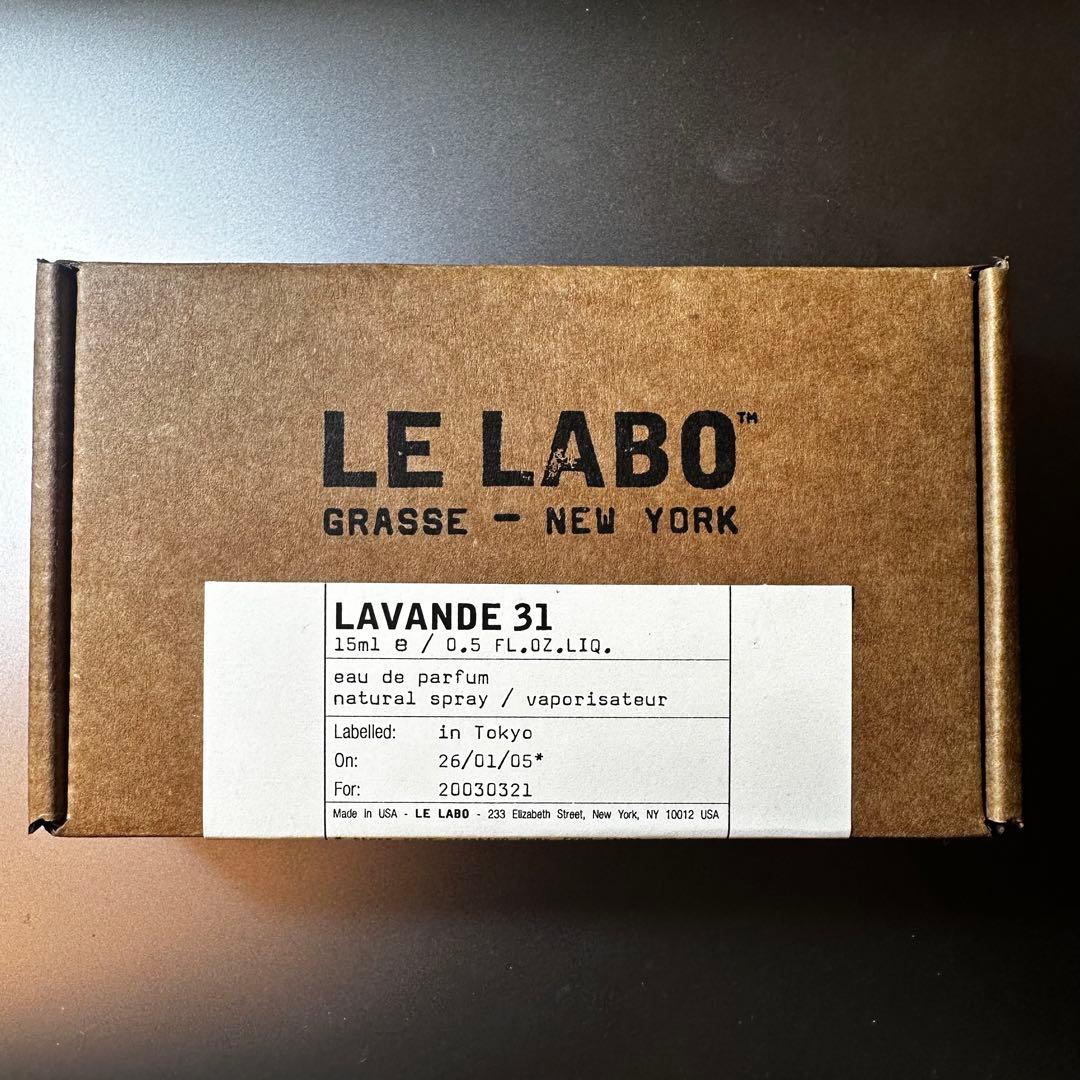 LE LABO™
GRASSE — NEW YORK
LAVANDE 31
15ml ℮ / 0.5 FL.OZ.LIQ.
eau de parfum
natural spray / vaporisateur
Labelled: in Tokyo
On: 26/01/05*
For: 20030321
Made in USA - LE LABO - 233 Elizabeth Street, New York, NY 10012 USA